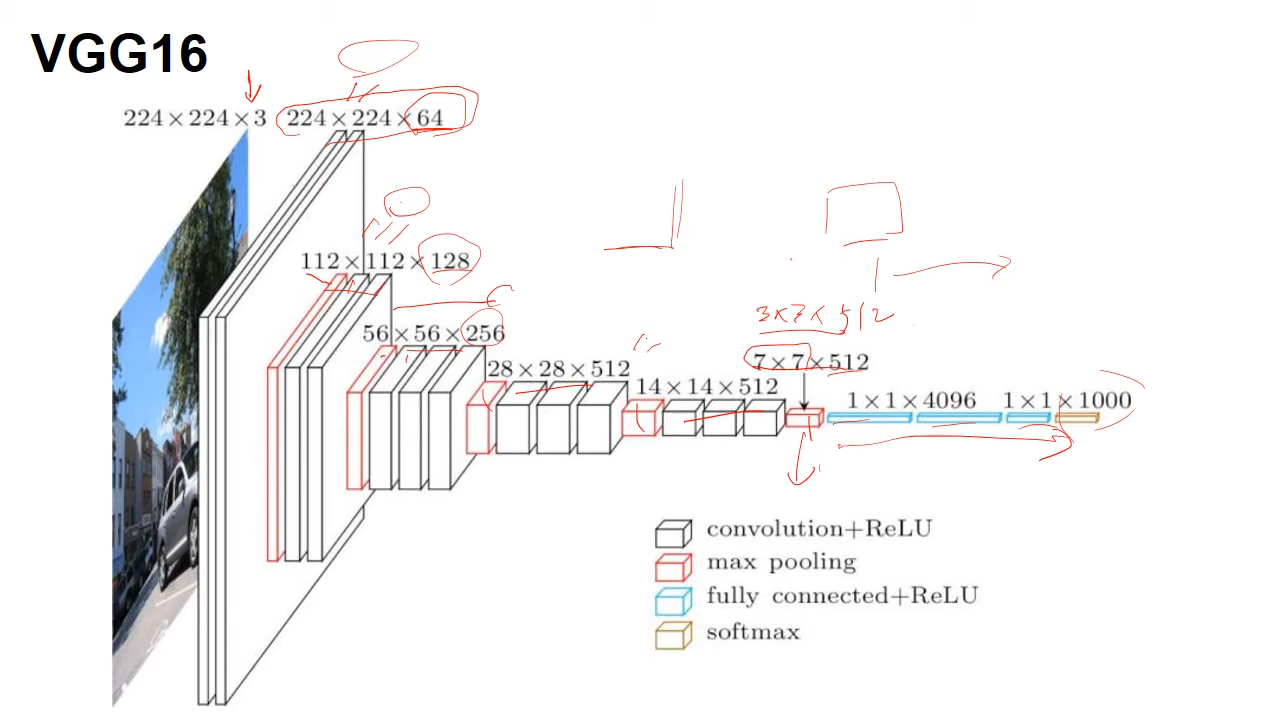 VGG16
224×224×3 224×224×64
112×112×128
3×7×512
56×56×256
7×7×512
28×28×512
14×14×512
1×1×4096 1×1×1000
convolution+ReLU
max pooling
fully connected+ReLU
softmax